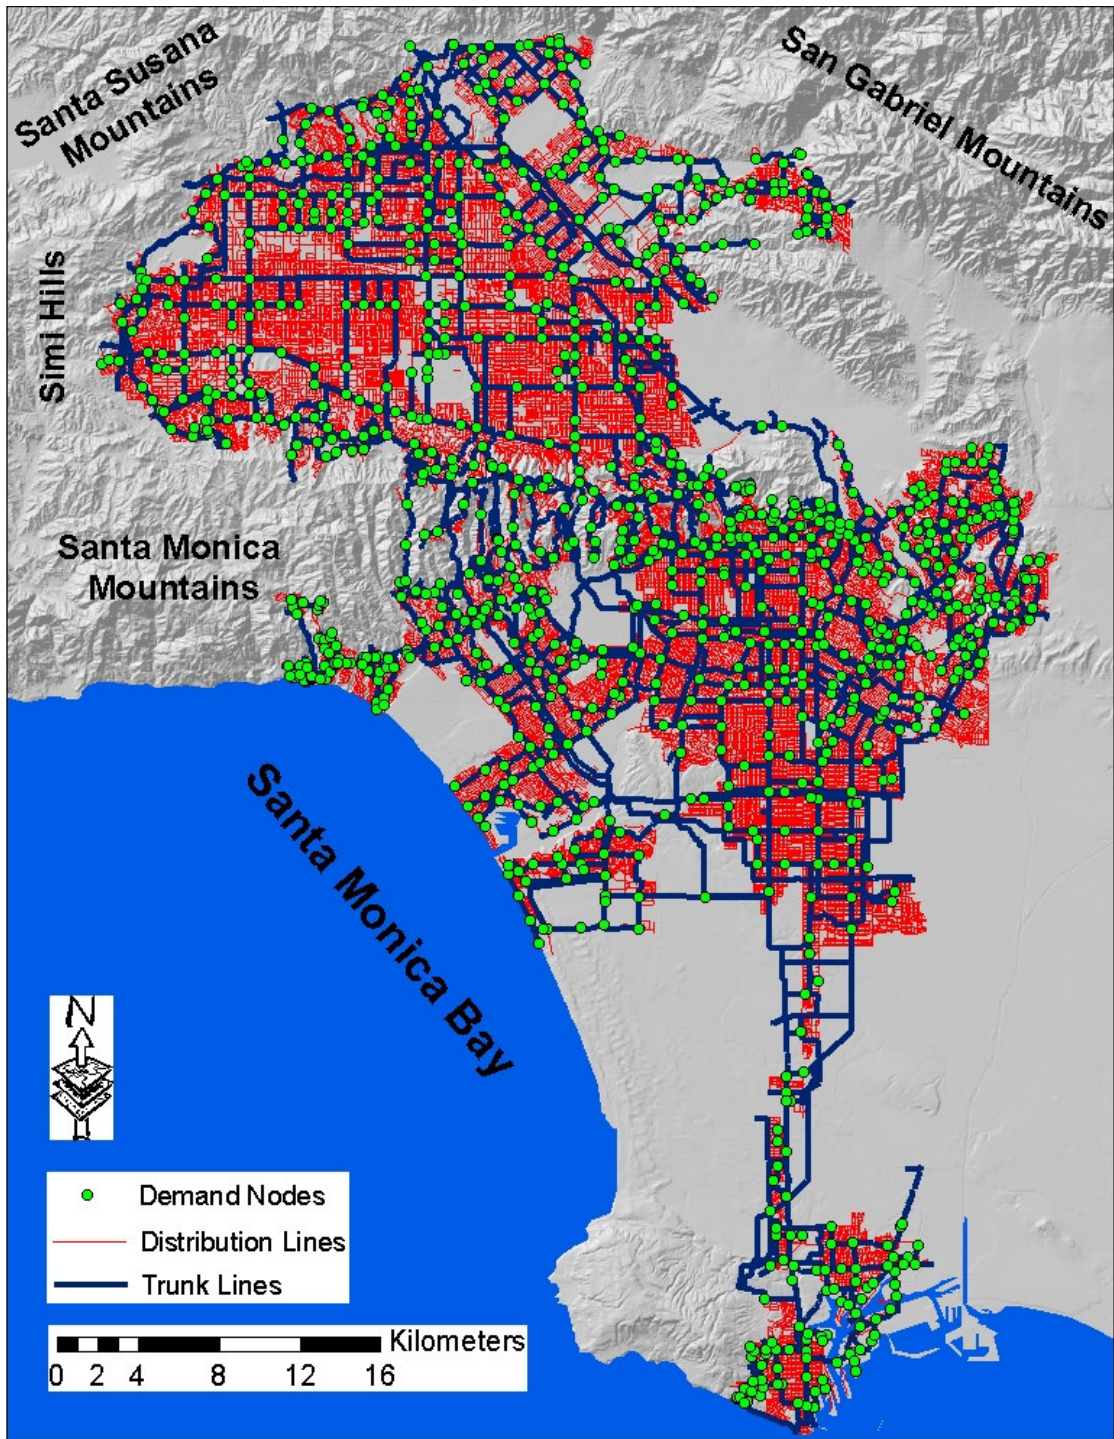 Santa Susana
Mountains
San Gabriel Mountains
Simi Hills
Santa Monica
Mountains
Santa Monica Bay
N
Demand Nodes
Distribution Lines
Trunk Lines
Kilometers
0 2 4 8 12 16